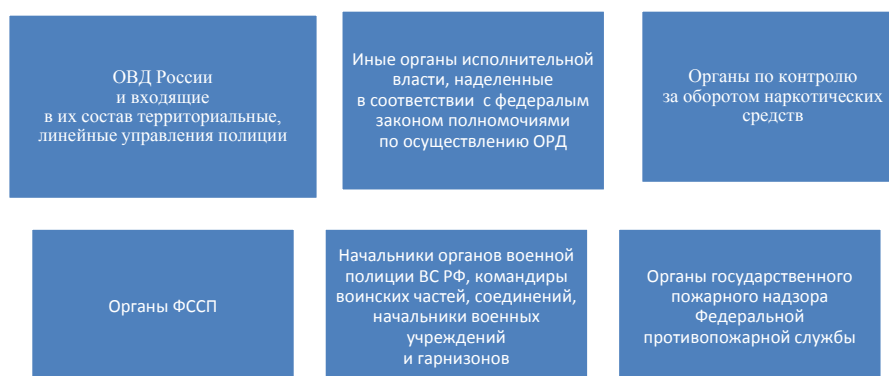 ОВД России
и входящие
в их состав территориальные,
линейные управления полиции
Иные органы исполнительной
власти, наделенные
в соответствии с федералым
законом полномочиями
по осуществлению ОРД
Органы по контролю
за оборотом наркотических
средств
Органы ФССП
Начальники органов военной
полиции ВС РФ, командиры
воинских частей, соединений,
начальники военных
учреждений
и гарнизонов
Органы государственного
пожарного надзора
Федеральной
противопожарной службы